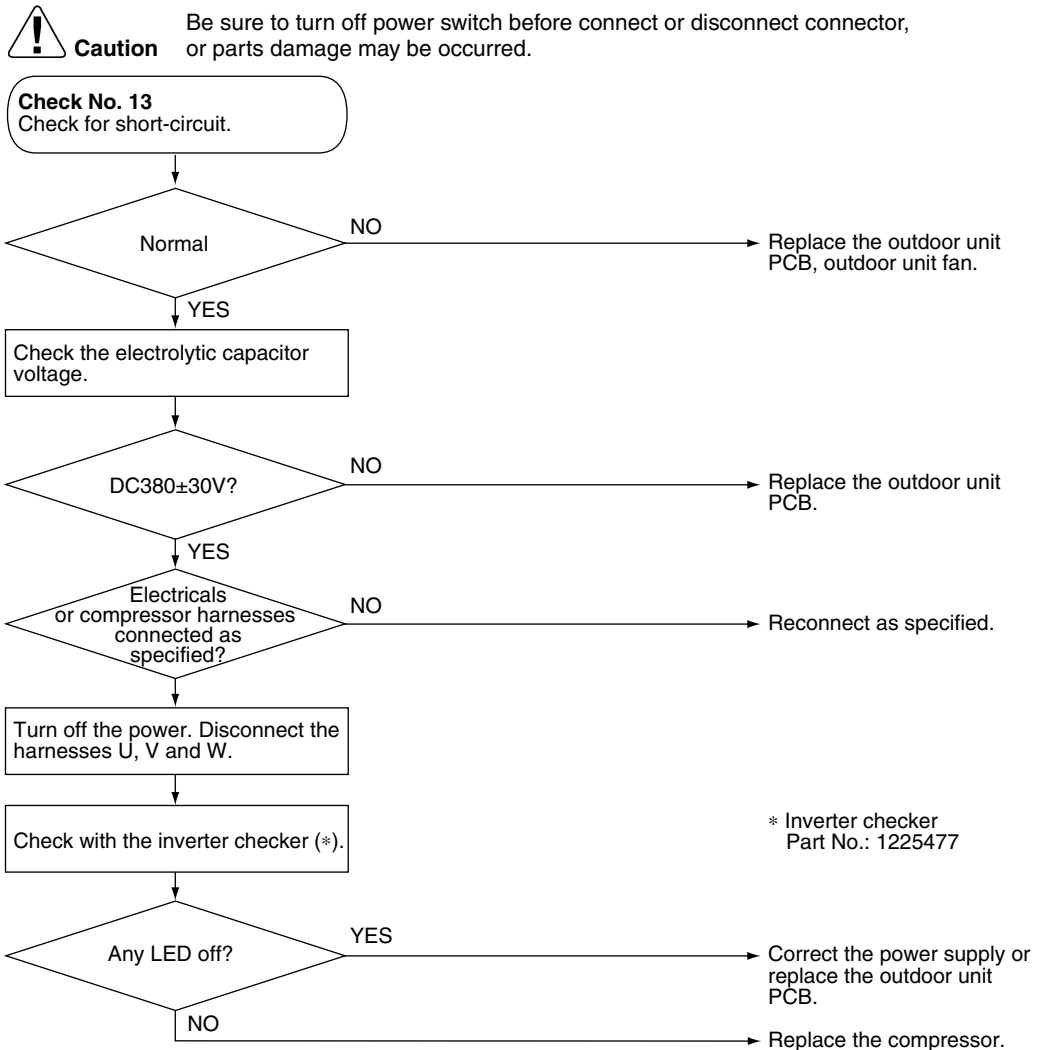 Be sure to turn off power switch before connect or disconnect connector,
Caution or parts damage may be occurred.
Check No. 13
Check for short-circuit.
Normal
NO
Replace the outdoor unit
PCB, outdoor unit fan.
YES
Check the electrolytic capacitor
voltage.
DC380±30V?
NO
Replace the outdoor unit
PCB.
YES
Electricals
or compressor harnesses
connected as
specified?
NO
Reconnect as specified.
Turn off the power. Disconnect the
harnesses U, V and W.
Check with the inverter checker (*).
* Inverter checker
Part No.: 1225477
Any LED off?
YES
Correct the power supply or
replace the outdoor unit
PCB.
NO
Replace the compressor.